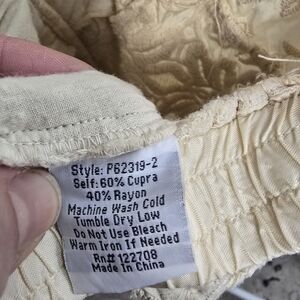 Style: P62319-2
Self: 60% Cupra
40% Rayon
Machine Wash Cold
Tumble Dry Low
Do Not Use Bleach
Warm Iron If Needed
Rn# 122708
Made In China